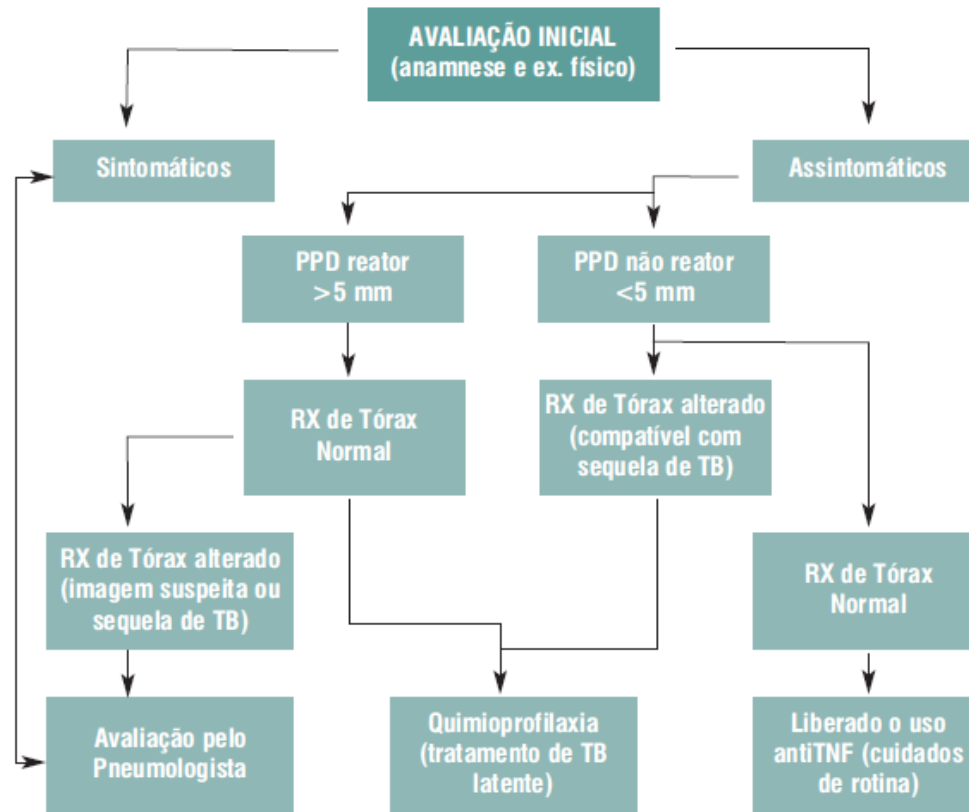 AVALIAÇÃO INICIAL
(anamnese e ex. físico)
Sintomáticos
Assintomáticos
PPD reator
>5 mm
PPD não reator
<5 mm
RX de Tórax
Normal
RX de Tórax alterado
(compatível com
sequela de TB)
RX de Tórax alterado
(imagem suspeita ou
sequela de TB)
RX de Tórax
Normal
Avaliação pelo
Pneumologista
Quimioprofilaxia
(tratamento de TB
latente)
Liberado o uso
antiTNF (cuidados
de rotina)